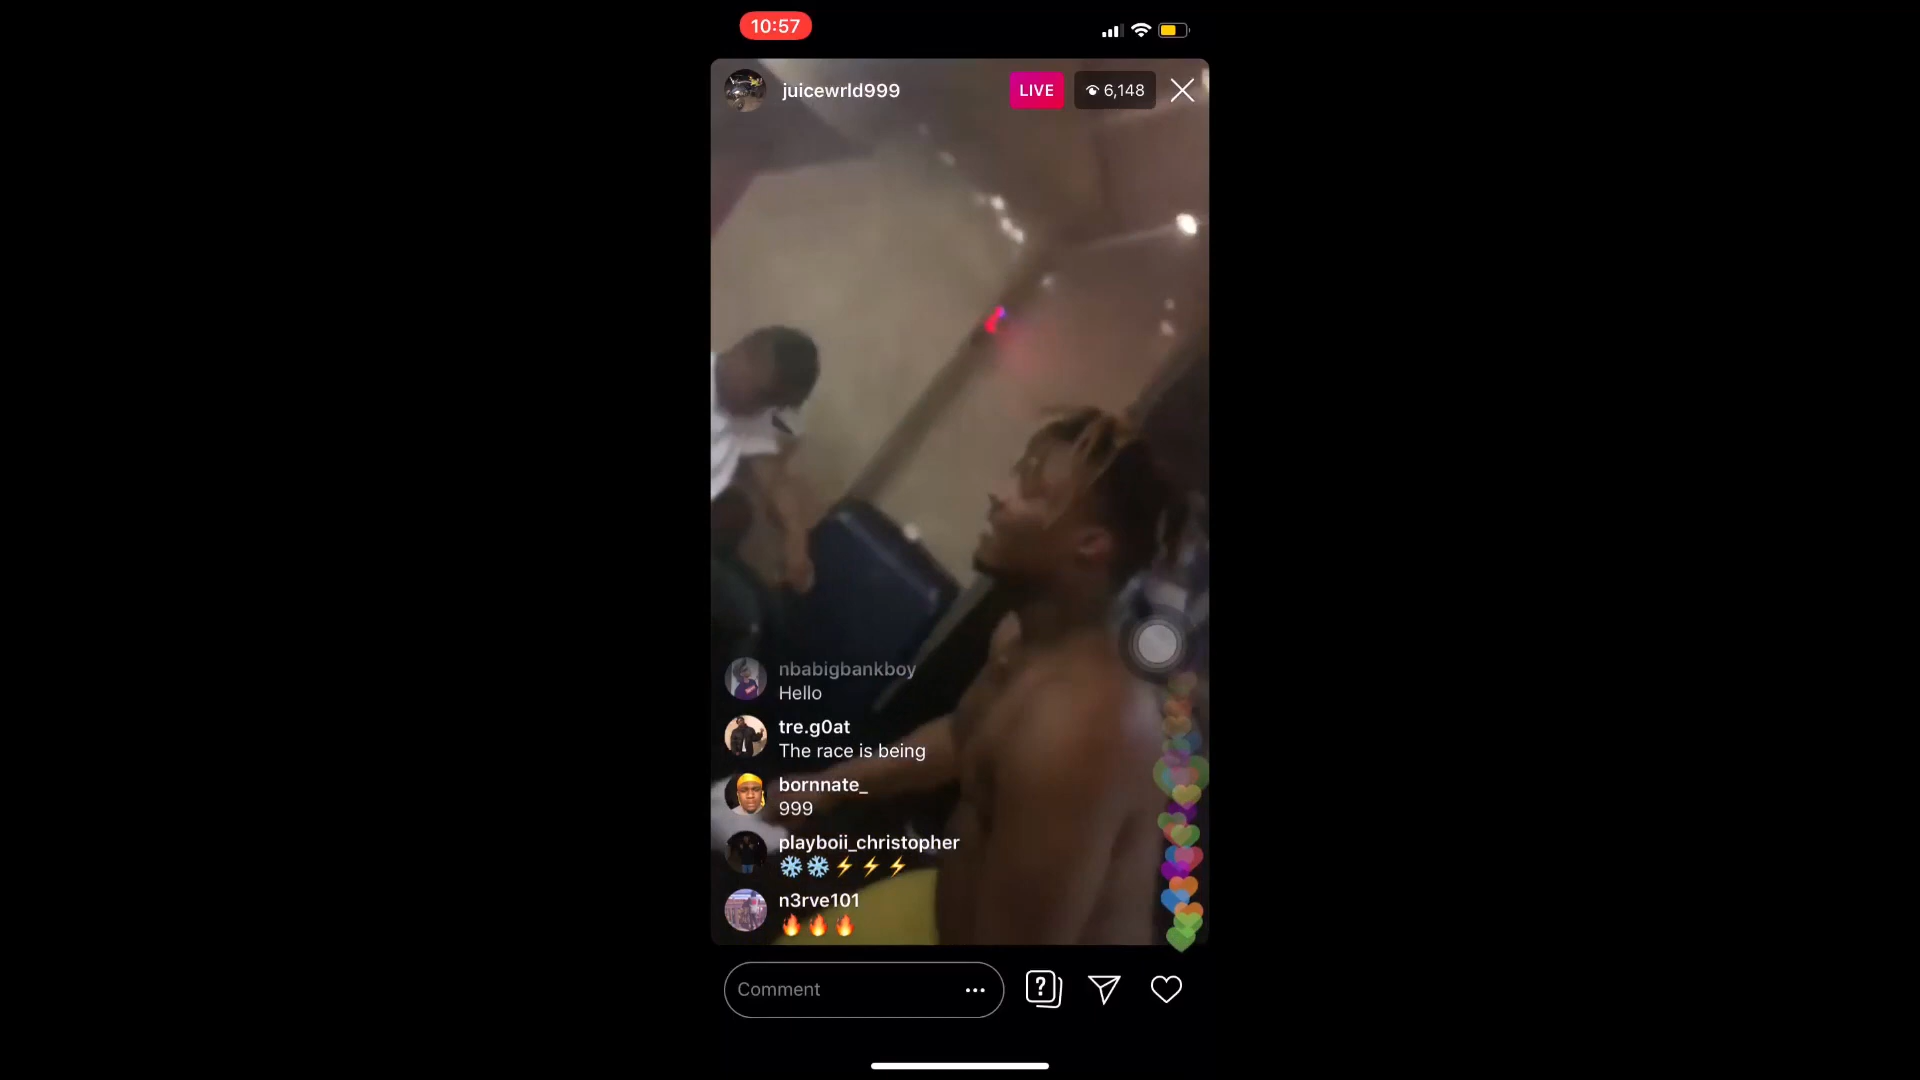 10:57
juicewrld999
LIVE
6,148
nbabigbankboy
Hello
tre.g0at
The race is being
bornnate_
999
playboii_christopher
❄️❄️⚡⚡⚡
n3rve101
🔥🔥🔥
Comment